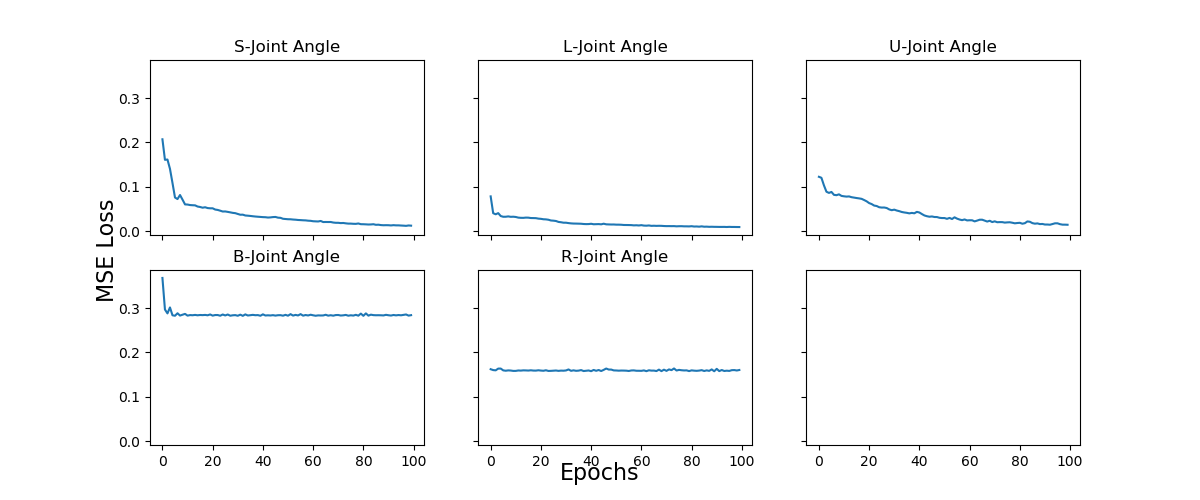 S-Joint Angle
L-Joint Angle
U-Joint Angle
0.3
0.2
0.1
0.0
MSE Loss
B-Joint Angle
R-Joint Angle
0.3
0.2
0.1
0.0
0 20 40 60 80 100
0 20 40 60 80 100
0 20 40 60 80 100
Epochs